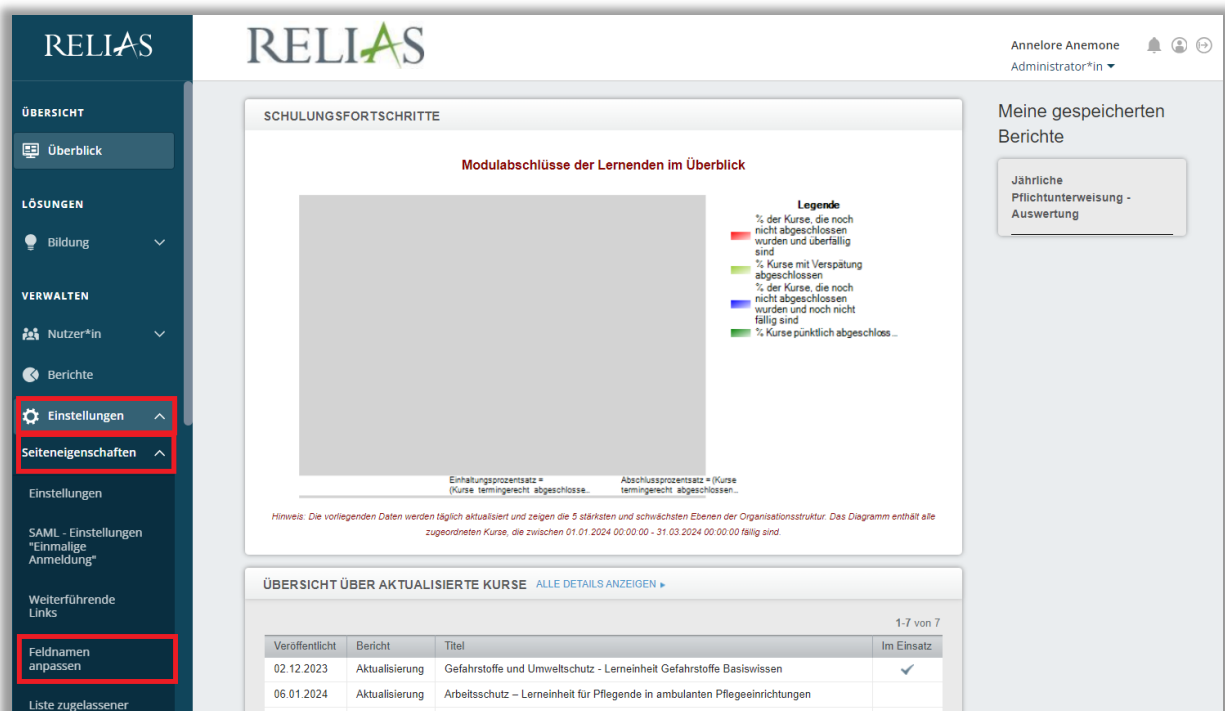 RELIAS
ÜBERSICHT
Überblick
LÖSUNGEN
Bildung
VERWALTEN
Nutzer*in
Berichte
Einstellungen
Seiteneigenschaften
Einstellungen
SAML - Einstellungen
"Einmalige
Anmeldung"
Weiterführende
Links
Feldnamen
anpassen
Liste zugelassener
RELIAS
Annelore Anemone
Administrator*in
SCHULUNGSFORTSCHRITTE
Modulabschlüsse der Lernenden im Überblick
Legende
% der Kurse, die noch
nicht abgeschlossen
wurden und überfällig
sind
% Kurse mit Verspätung
abgeschlossen
% der Kurse, die noch
nicht abgeschlossen
wurden und noch nicht
fällig sind
% Kurse pünktlich abgeschloss...
Einhaltungsprozentsatz =
(Kurse termingerecht abgeschlosse..
Abschlussprozentsatz = (Kurse
termingerecht abgeschlossen..
Hinweis: Die vorliegenden Daten werden täglich aktualisiert und zeigen die 5 stärksten und schwächsten Ebenen der Organisationsstruktur. Das Diagramm enthält alle
zugeordneten Kurse, die zwischen 01.01.2024 00:00:00 - 31.03.2024 00:00:00 fällig sind.
Meine gespeicherten
Berichte
Jährliche
Pflichtunterweisung -
Auswertung
ÜBERSICHT ÜBER AKTUALISIERTE KURSE ALLE DETAILS ANZEIGEN ▸
1-7 von 7
Veröffentlicht Bericht Titel Im Einsatz
02.12.2023 Aktualisierung Gefahrstoffe und Umweltschutz - Lerneinheit Gefahrstoffe Basiswissen ✓
06.01.2024 Aktualisierung Arbeitsschutz – Lerneinheit für Pflegende in ambulanten Pflegeeinrichtungen